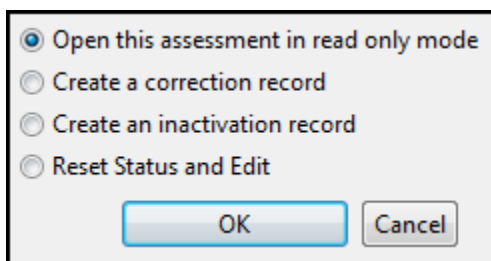 Open this assessment in read only mode
Create a correction record
Create an inactivation record
Reset Status and Edit
OK Cancel